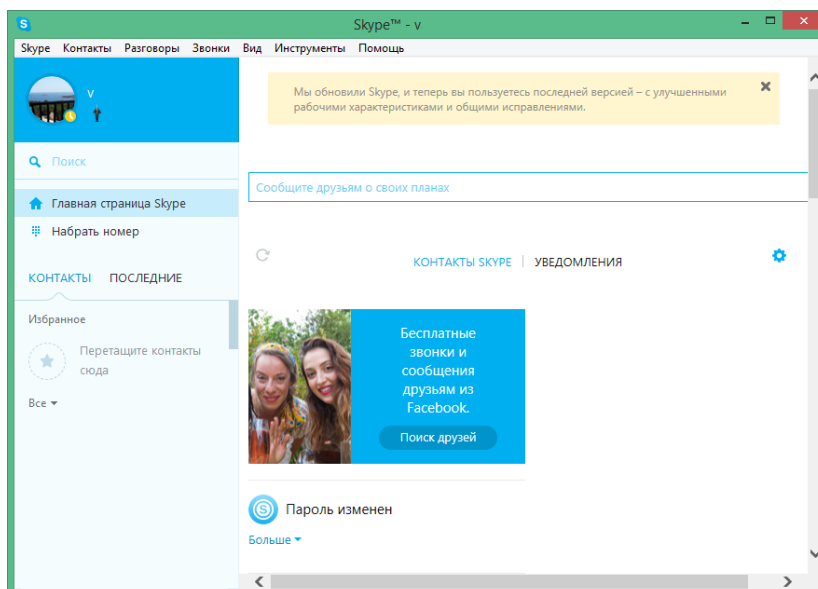 Skype™ - v
Skype Контакты Разговоры Звонки Вид Инструменты Помощь
v
Поиск
Главная страница Skype
Набрать номер
КОНТАКТЫ ПОСЛЕДНИЕ
Избранное
Перетащите контакты
сюда
Все
Мы обновили Skype, и теперь вы пользуетесь последней версией – с улучшенными
рабочими характеристиками и общими исправлениями.
Сообщите друзьям о своих планах
КОНТАКТЫ SKYPE УВЕДОМЛЕНИЯ
Бесплатные
звонки и
сообщения
друзьям из
Facebook.
Поиск друзей
Пароль изменен
Больше